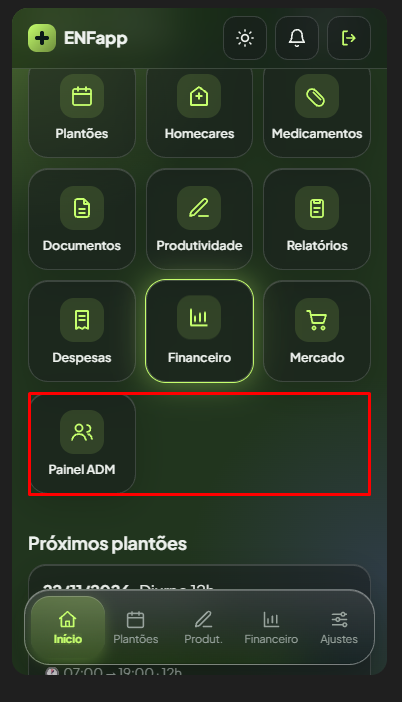 ENFapp
Plantões Homecares Medicamentos
Documentos Produtividade Relatórios
Despesas Financeiro Mercado
Painel ADM
Próximos plantões
Diurno 12h
Início Plantões Produt. Financeiro Ajustes
07:00 → 19:00 · 12h